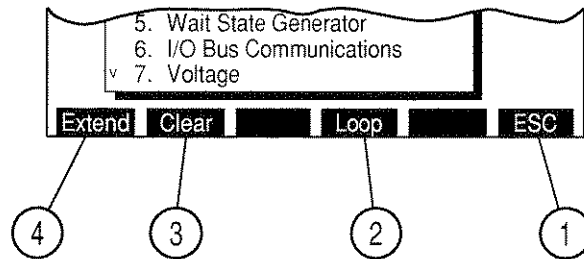 5. Wait State Generator
6. I/O Bus Communications
v 7. Voltage
Extend Clear Loop ESC
4 3 2 1